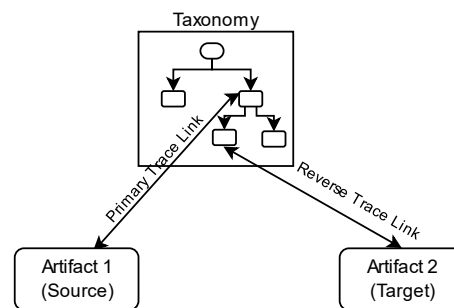 Taxonomy
Primary Trace Link
Reverse Trace Link
Artifact 1
(Source)
Artifact 2
(Target)